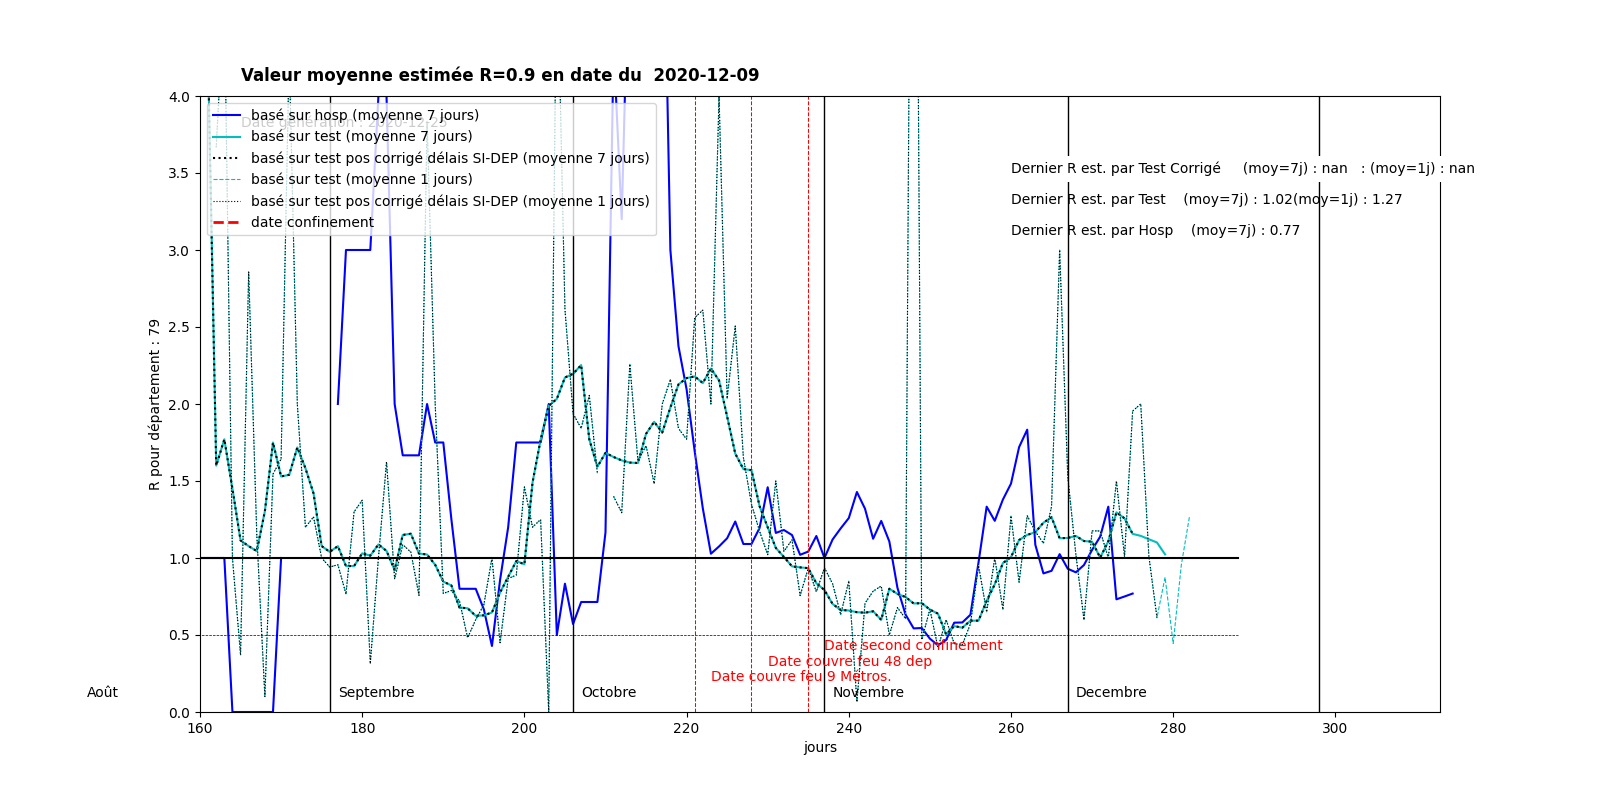 Valeur moyenne estimée R=0.9 en date du  2020-12-09
4.0
3.5
3.0
2.5
2.0
1.5
1.0
0.5
0.0
R pour département : 79
basé sur hosp (moyenne 7 jours)
basé sur test (moyenne 7 jours)
basé sur test pos corrigé délais SI-DEP (moyenne 7 jours)
basé sur test (moyenne 1 jours)
basé sur test pos corrigé délais SI-DEP (moyenne 1 jours)
date confinement
Dernier R est. par Test Corrigé     (moy=7j) : nan   : (moy=1j) : nan
Dernier R est. par Test    (moy=7j) : 1.02(moy=1j) : 1.27
Dernier R est. par Hosp    (moy=7j) : 0.77
Date second confinement
Date couvre feu 48 dep
Date couvre feu 9 Métros.
Août
Septembre
Octobre
Novembre
Decembre
160
180
200
220
240
260
280
300
jours